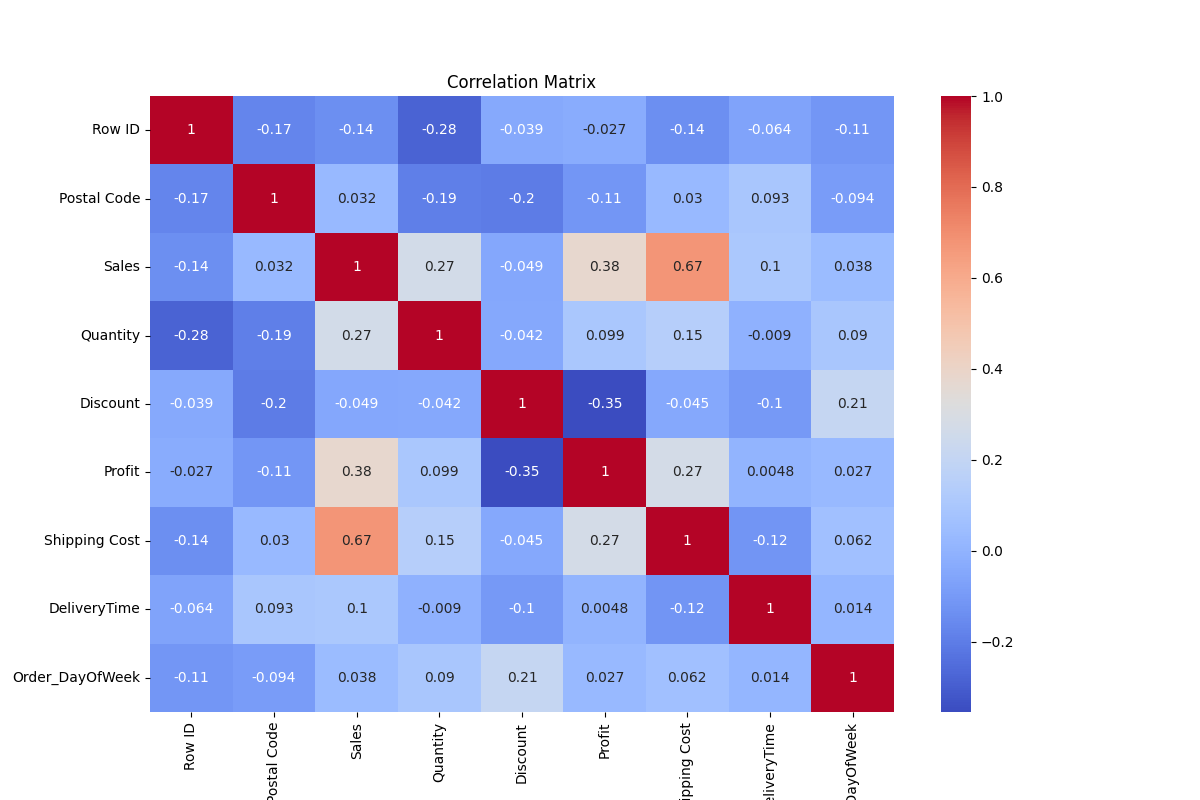 Correlation Matrix
Row ID 1 -0.17 -0.14 -0.28 -0.039 -0.027 -0.14 -0.064 -0.11
Postal Code -0.17 1 0.032 -0.19 -0.2 -0.11 0.03 0.093 -0.094
Sales -0.14 0.032 1 0.27 -0.049 0.38 0.67 0.1 0.038
Quantity -0.28 -0.19 0.27 1 -0.042 0.099 0.15 -0.009 0.09
Discount -0.039 -0.2 -0.049 -0.042 1 -0.35 -0.045 -0.1 0.21
Profit -0.027 -0.11 0.38 0.099 -0.35 1 0.27 0.0048 0.027
Shipping Cost -0.14 0.03 0.67 0.15 -0.045 0.27 1 -0.12 0.062
DeliveryTime -0.064 0.093 0.1 -0.009 -0.1 0.0048 -0.12 1 0.014
Order_DayOfWeek -0.11 -0.094 0.038 0.09 0.21 0.027 0.062 0.014 1
Row ID
Postal Code
Sales
Quantity
Discount
Profit
ipping Cost
eliveryTime
DayOfWeek
1.0
0.8
0.6
0.4
0.2
0.0
−0.2